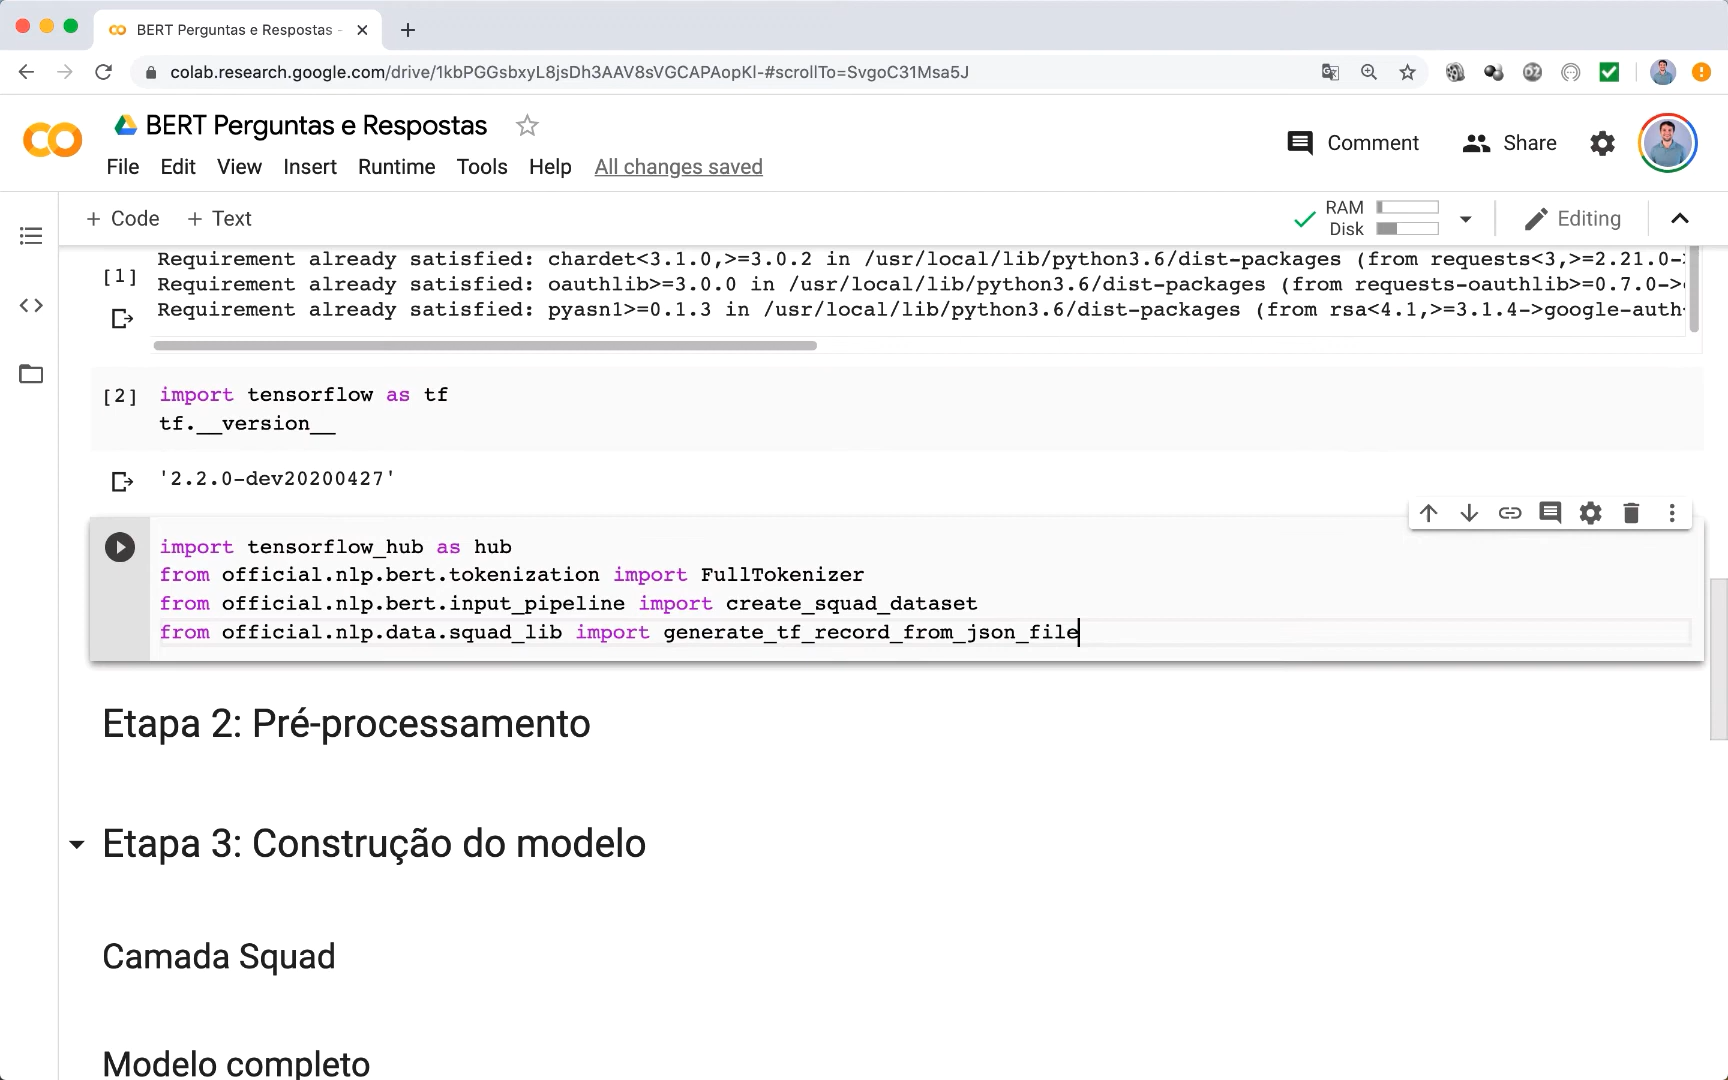 BERT Perguntas e Respostas -
colab.research.google.com/drive/1kbPGGsbxyL8jsDh3AAV8sVGCAPAopKl-#scrollTo=SvgoC31Msa5J
BERT Perguntas e Respostas
Comment
Share
File Edit View Insert Runtime Tools Help All changes saved
+ Code + Text
RAM
Disk
Editing
[1]
Requirement already satisfied: chardet<3.1.0,>=3.0.2 in /usr/local/lib/python3.6/dist-packages (from requests<3,>=2.21.0-
Requirement already satisfied: oauthlib>=3.0.0 in /usr/local/lib/python3.6/dist-packages (from requests-oauthlib>=0.7.0->
Requirement already satisfied: pyasn1>=0.1.3 in /usr/local/lib/python3.6/dist-packages (from rsa<4.1,>=3.1.4->google-auth
[2]
import tensorflow as tf
tf.__version__
'2.2.0-dev20200427'
import tensorflow_hub as hub
from official.nlp.bert.tokenization import FullTokenizer
from official.nlp.bert.input_pipeline import create_squad_dataset
from official.nlp.data.squad_lib import generate_tf_record_from_json_file
Etapa 2: Pré-processamento
Etapa 3: Construção do modelo
Camada Squad
Modelo completo